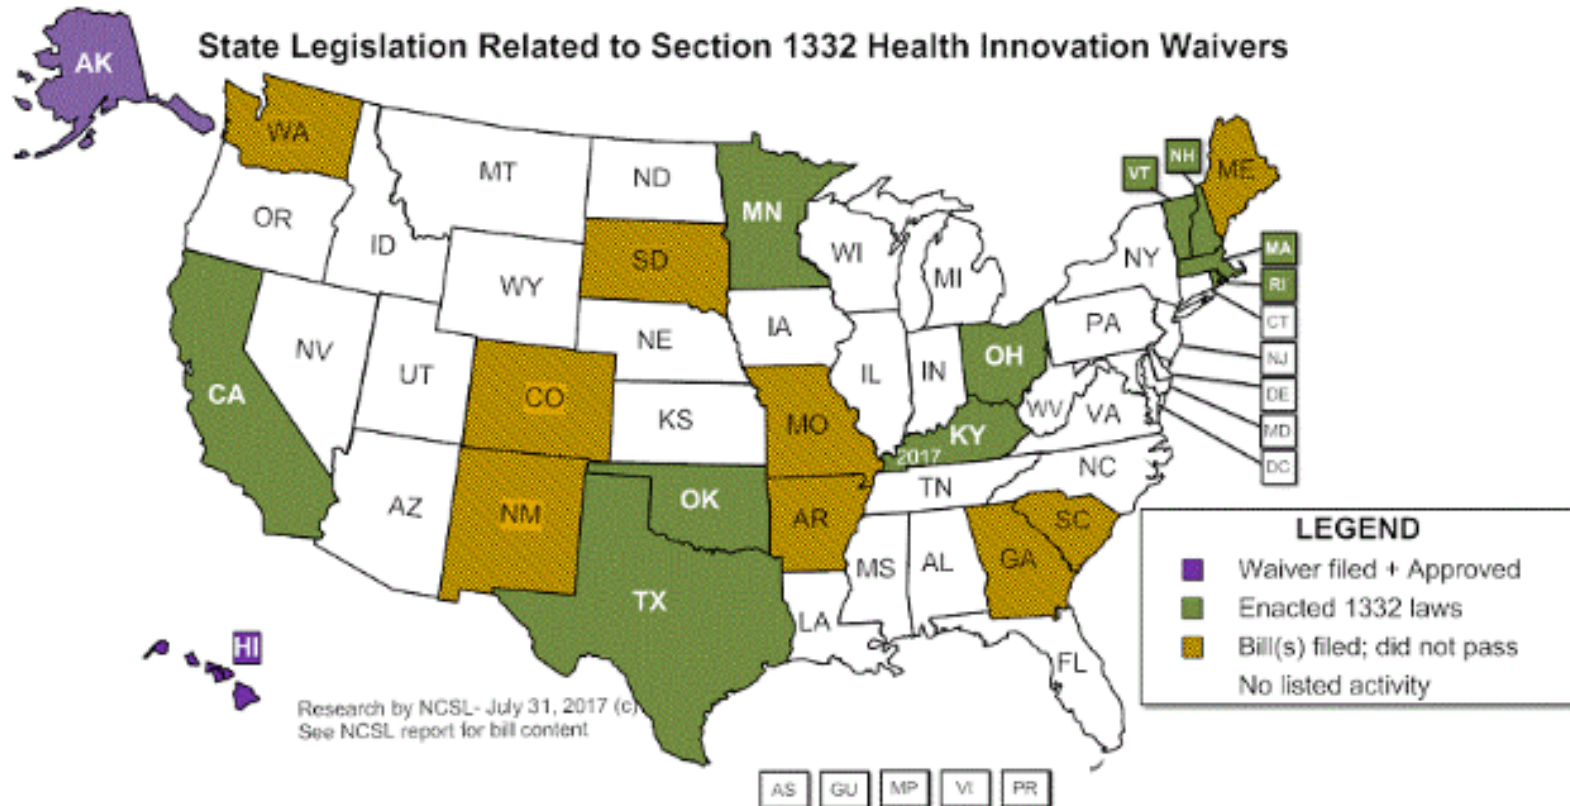 State Legislation Related to Section 1332 Health Innovation Waivers
AK
WA
MT
ND
MN
VT
NH
ME
OR
ID
SD
WI
MI
NY
MA
RI
WY
CT
NV
UT
NE
IA
PA
NJ
CA
CO
IL
IN
OH
DE
KS
MO
WV
VA
MD
KY
2017
DC
AZ
NM
OK
AR
TN
NC
SC
TX
MS
AL
GA
LA
FL
HI
LEGEND
Waiver filed + Approved
Enacted 1332 laws
Bill(s) filed; did not pass
No listed activity
Research by NCSL- July 31, 2017 (c)
See NCSL report for bill content
AS
GU
MP
VI
PR